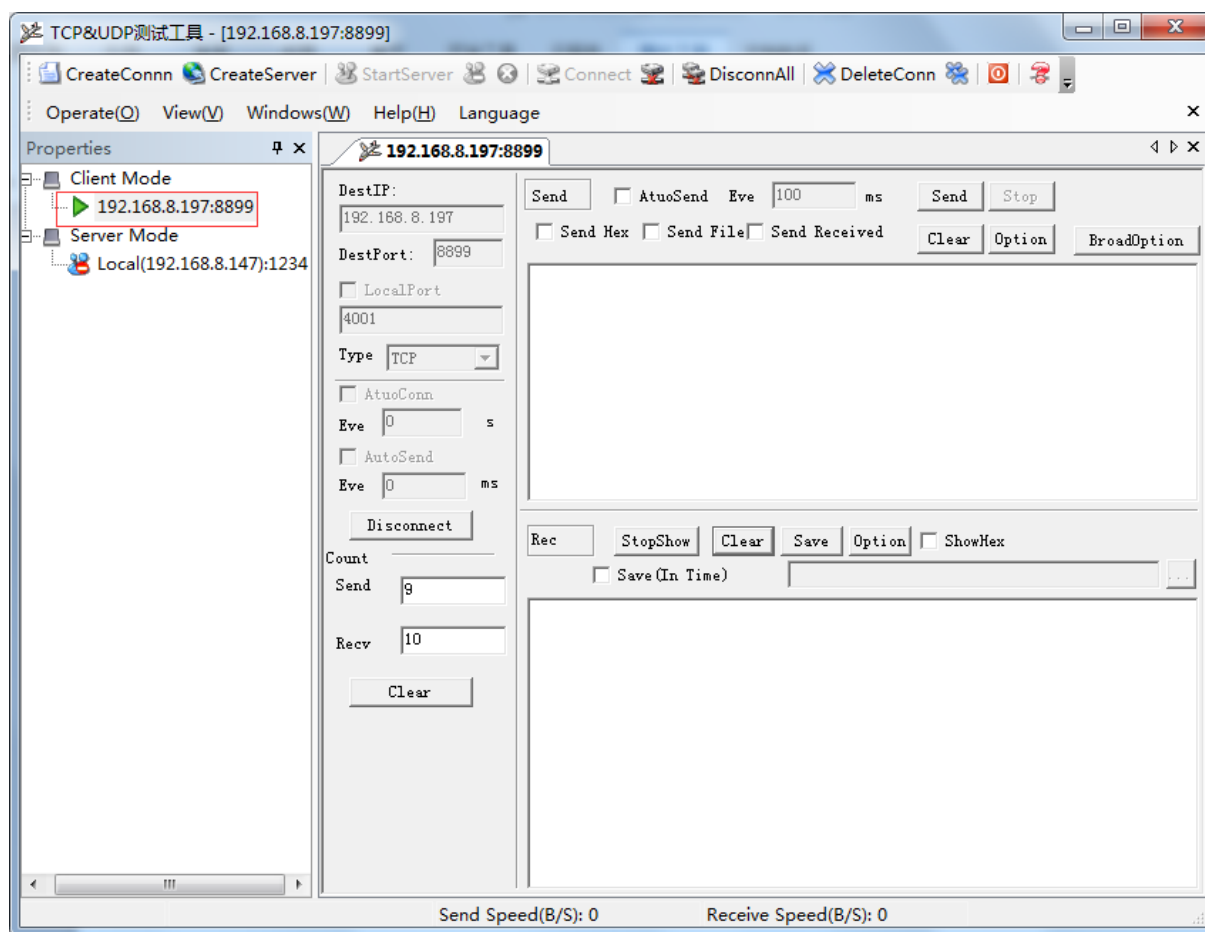 TCP&UDP测试工具 - [192.168.8.197:8899]
CreateConnn CreateServer StartServer Connect DisconnAll DeleteConn
Operate(O) View(V) Windows(W) Help(H) Language
Properties
Client Mode
192.168.8.197:8899
Server Mode
Local(192.168.8.147):1234
192.168.8.197:8899
DestIP:
192.168.8.197
DestPort: 8899
LocalPort
4001
Type TCP
AtuoConn
Eve 0 s
AutoSend
Eve 0 ms
Disconnect
Count
Send 9
Recv 10
Clear
Send AtuoSend Eve 100 ms Send Stop
Send Hex Send File Send Received Clear Option BroadOption
Rec StopShow Clear Save Option ShowHex
Save(In Time) ...
Send Speed(B/S): 0 Receive Speed(B/S): 0